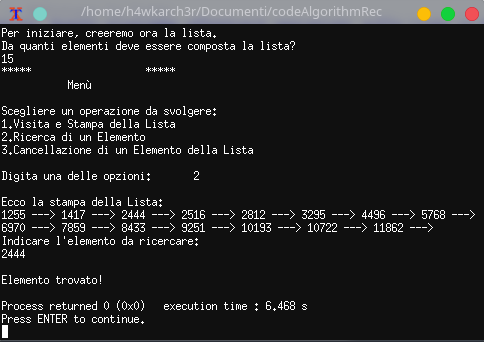 /home/h4wkarch3r/Documenti/codeAlgorithmRec
Per iniziare, creeremo ora la lista.
Da quanti elementi deve essere composta la lista?
15
***** *****
Menù
Scegliere un operazione da svolgere:
1.Visita e Stampa della Lista
2.Ricerca di un Elemento
3.Cancellazione di un Elemento della Lista
Digita una delle opzioni: 2
Ecco la stampa della Lista:
1255 ---> 1417 ---> 2444 ---> 2516 ---> 2812 ---> 3295 ---> 4496 ---> 5768 --->
6970 ---> 7859 ---> 8433 ---> 9251 ---> 10193 ---> 10722 ---> 11862 --->
Indicare l'elemento da ricercare:
2444
Elemento trovato!
Process returned 0 (0x0) execution time : 6.468 s
Press ENTER to continue.